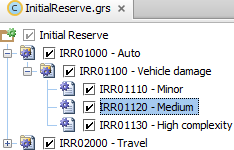 InitialReserve.grs
Initial Reserve
IRR01000 - Auto
IRR01100 - Vehicle damage
IRR01110 - Minor
IRR01120 - Medium
IRR01130 - High complexity
IRR02000 - Travel